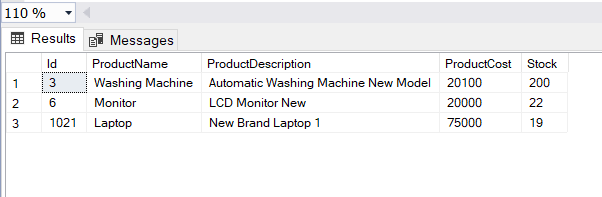 110 %
Results Messages
Id ProductName ProductDescription ProductCost Stock
1 3 Washing Machine Automatic Washing Machine New Model 20100 200
2 6 Monitor LCD Monitor New 20000 22
3 1021 Laptop New Brand Laptop 1 75000 19